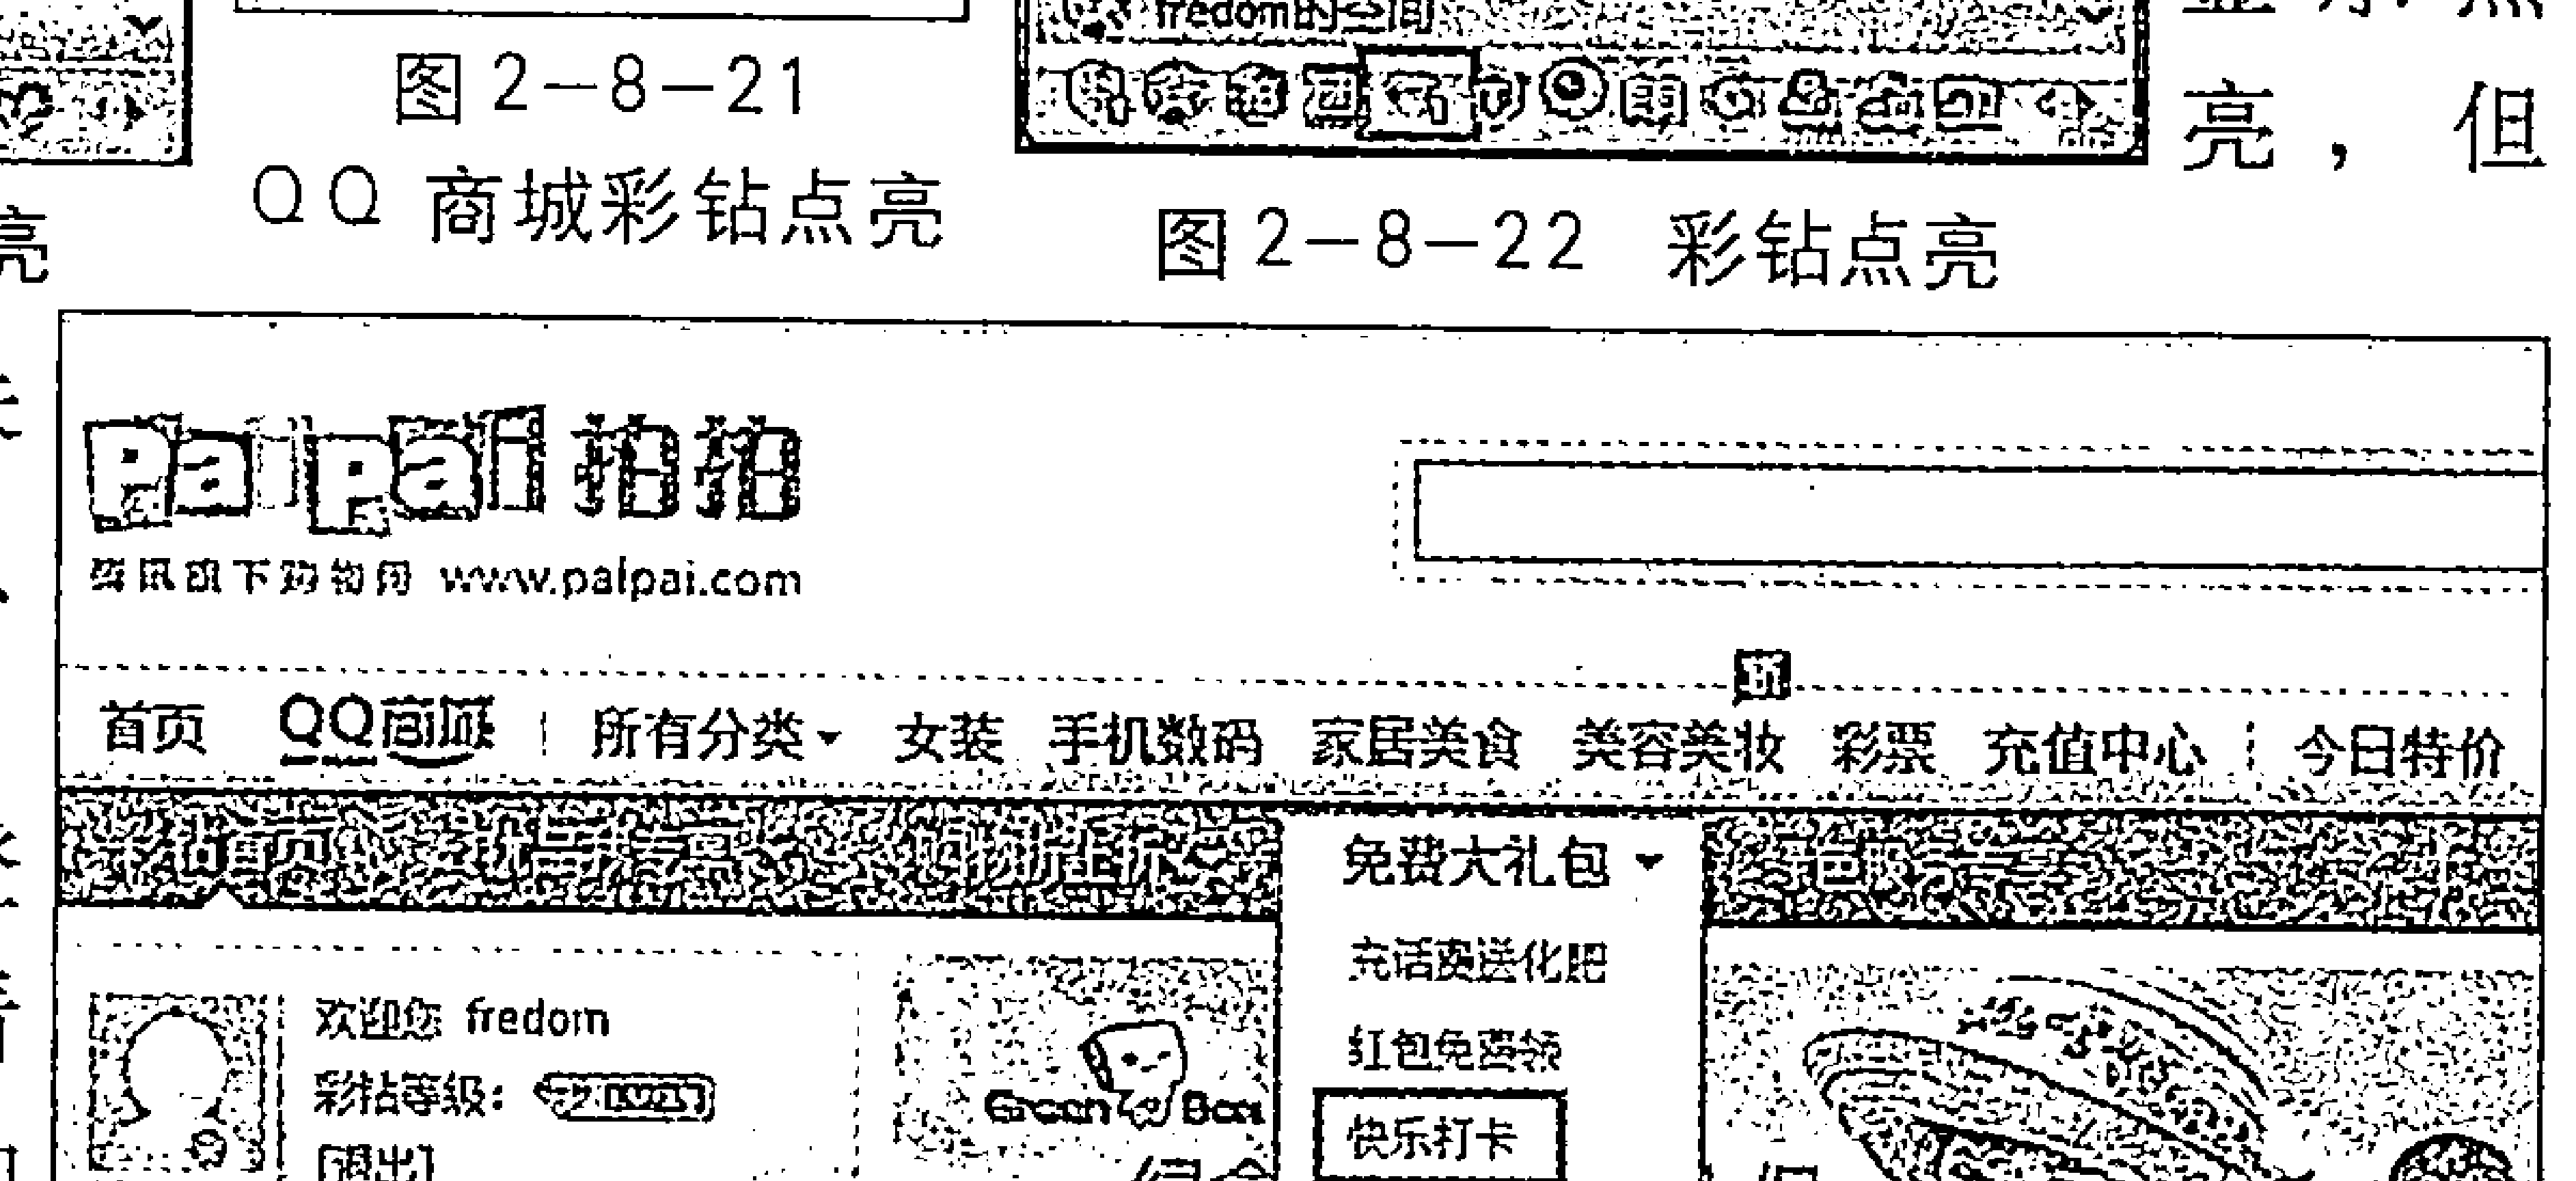 fredom的空间
图2-8-21
QQ 商城彩钻点亮
亮
亮， 但
图2-8-22 彩钻点亮
PaiPai 拍拍
腾讯旗下购物网 www.paipai.com
首页 QQ商城 所有分类 女装 手机数码 家居美食 美容美妆 彩票 充值中心 今日特价
彩钻首页
免费大礼包
充话费送化肥
红包免费领
快乐打卡
欢迎您 fredom
彩钻等级：
[退出]
Green Box